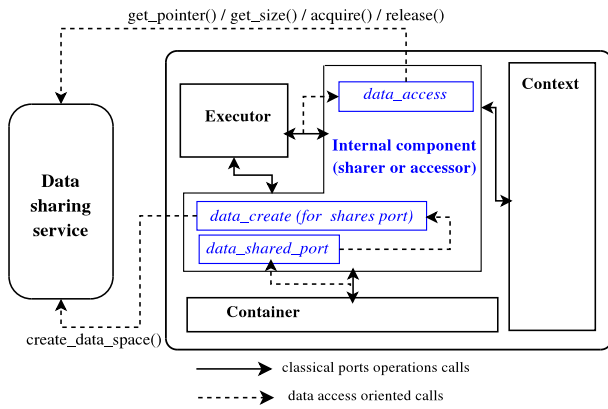 get_pointer() / get_size() / acquire() / release()
Context
data_access
Executor
Internal component
(sharer or accessor)
Data
sharing
service
data_create (for shares port)
data_shared_port
Container
create_data_space()
classical ports operations calls
data access oriented calls